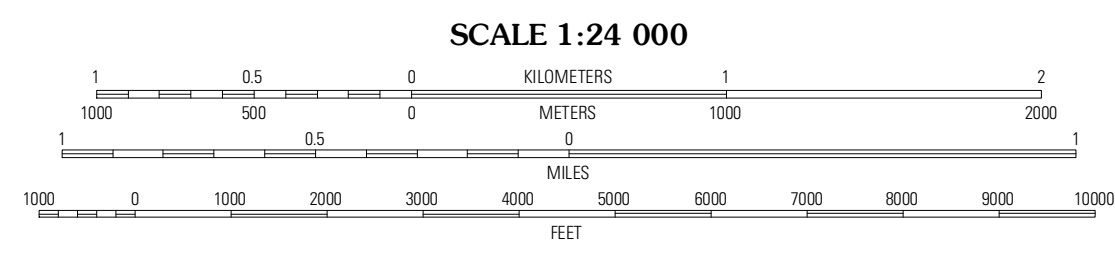 SCALE 1:24 000
1 0.5 0 KILOMETERS 1 2
1000 500 0 METERS 1000 2000
1 0.5 0 1
MILES
1000 0 1000 2000 3000 4000 5000 6000 7000 8000 9000 10000
FEET